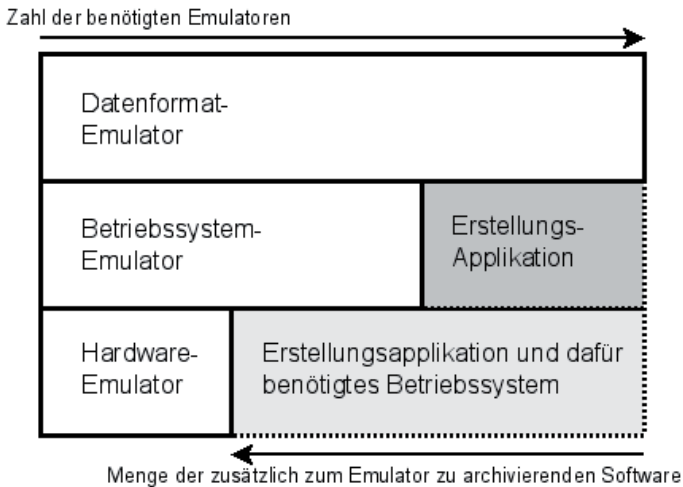 Zahl der benötigten Emulatoren
Datenformat-
Emulator
Betriebssystem-
Emulator
Erstellungs-
Applikation
Hardware-
Emulator
Erstellungsapplikation und dafür
benötigtes Betriebssystem
Menge der zusätzlich zum Emulator zu archivierenden Software